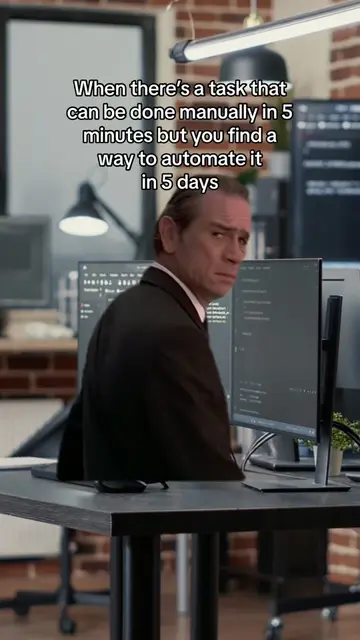 When there's a task that
can be done manually in 5
minutes but you find a
way to automate it
in 5 days